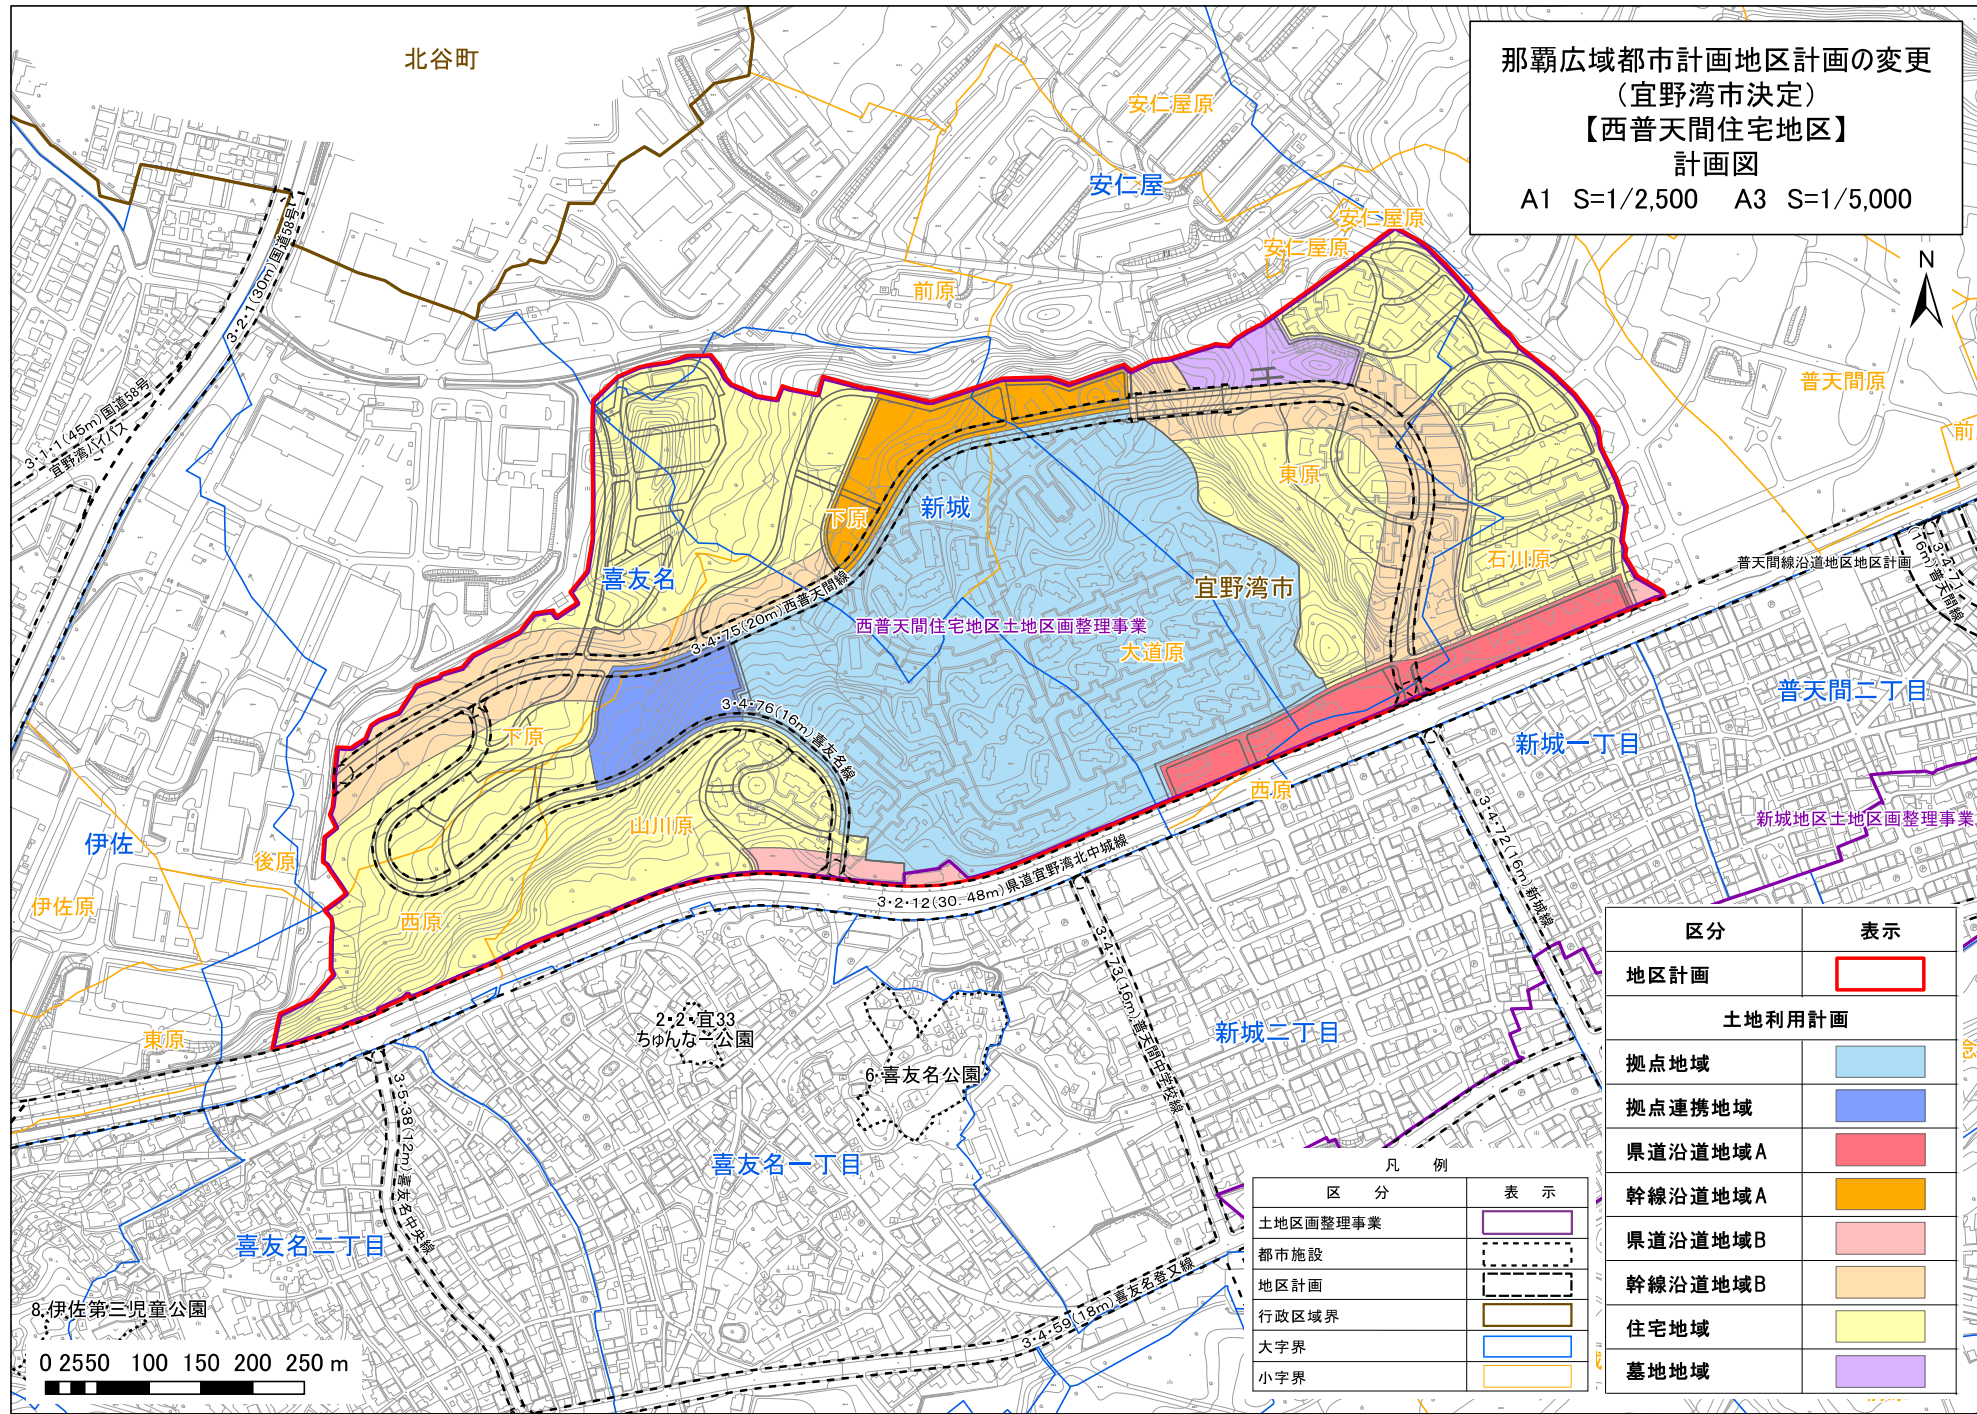 那覇広域都市計画地区計画の変更
（宜野湾市決定）
【西普天間住宅地区】
計画図
A1 S=1/2,500 A3 S=1/5,000
N
北谷町
安仁屋原
安仁屋
安仁屋原
安仁屋原
前原
普天間原
前
3・2・1(30m)国道58号
3・1・1(45m)国道58号
宜野湾バイパス
東原
下原
新城
石川原
喜友名
宜野湾市
普天間線沿道地区地区計画
3・4・7
(16m)普天間線
3・4・75(20m)西普天間線
西普天間住宅地区土地区画整理事業
大道原
普天間二丁目
3・4・76(16m)喜友名線
下原
新城一丁目
西原
山川原
新城地区土地区画整理事業
伊佐
後原
3・4・72(16m)新城線
伊佐原
西原
3・2・12(30.48m)県道宜野湾北中城線
3・4・73(16m)普天間中学校線
東原
2・2・宜33
ちゅんなー公園
新城二丁目
6・喜友名公園
3・5・38(12m)喜友名中央線
喜友名一丁目
喜友名二丁目
8.伊佐第三児童公園
3・4・59(18m)喜友名登又線
0 2550 100 150 200 250 m
凡 例
区 分 表 示
土地区画整理事業
都市施設
地区計画
行政区域界
大字界
小字界
区分 表示
地区計画
土地利用計画
拠点地域
拠点連携地域
県道沿道地域A
幹線沿道地域A
県道沿道地域B
幹線沿道地域B
住宅地域
墓地地域